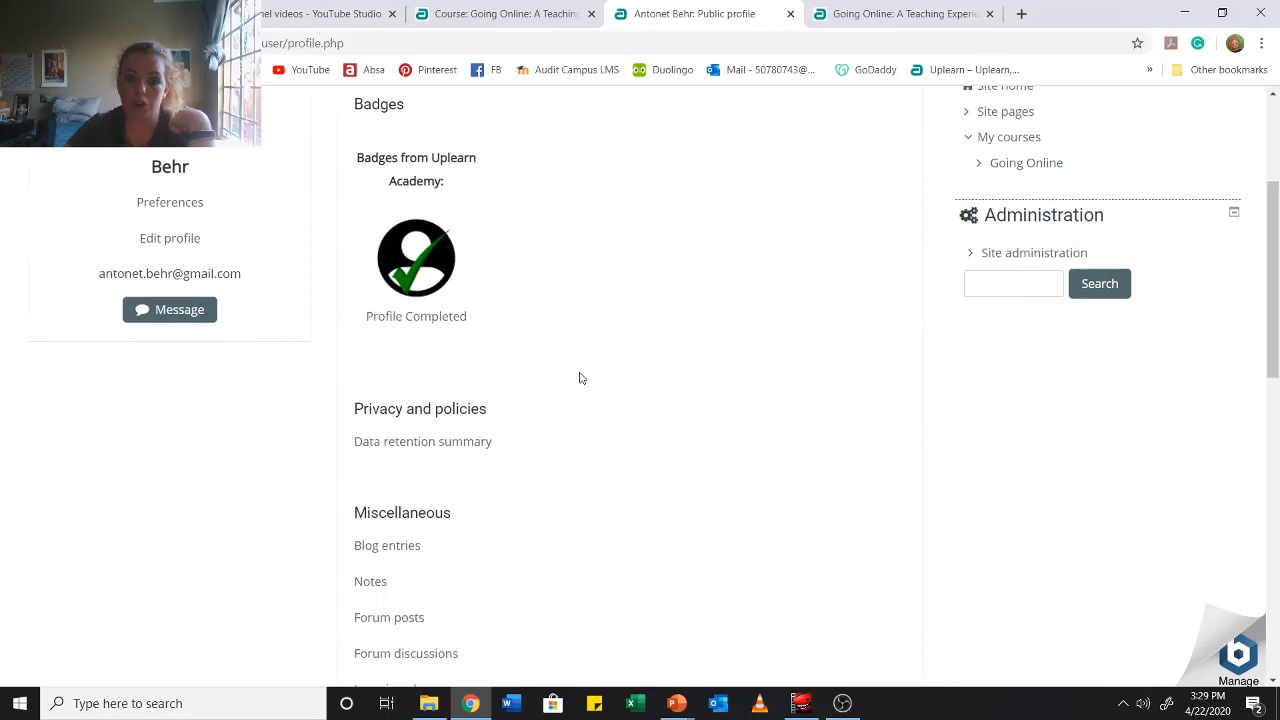 el videos - YouTube Studio
Course: Going Online: A Teaching
Antonet Behr: Public profile
Going Online: A Teaching Experie
user/profile.php
YouTube
Absa
Pinterest
FB
Audit Campus LMS
Duolingo
Mail - 50780743@...
GoDaddy
Uplearn – Uplearn,...
»
Other bookmarks
Behr
Preferences
Edit profile
antonet.behr@gmail.com
Message
Badges
Badges from Uplearn
Academy:
Profile Completed
Privacy and policies
Data retention summary
Miscellaneous
Blog entries
Notes
Forum posts
Forum discussions
Site home
Site pages
My courses
Going Online
Administration
Site administration
Search
Manage
Type here to search
3:29 PM
4/22/2020
2